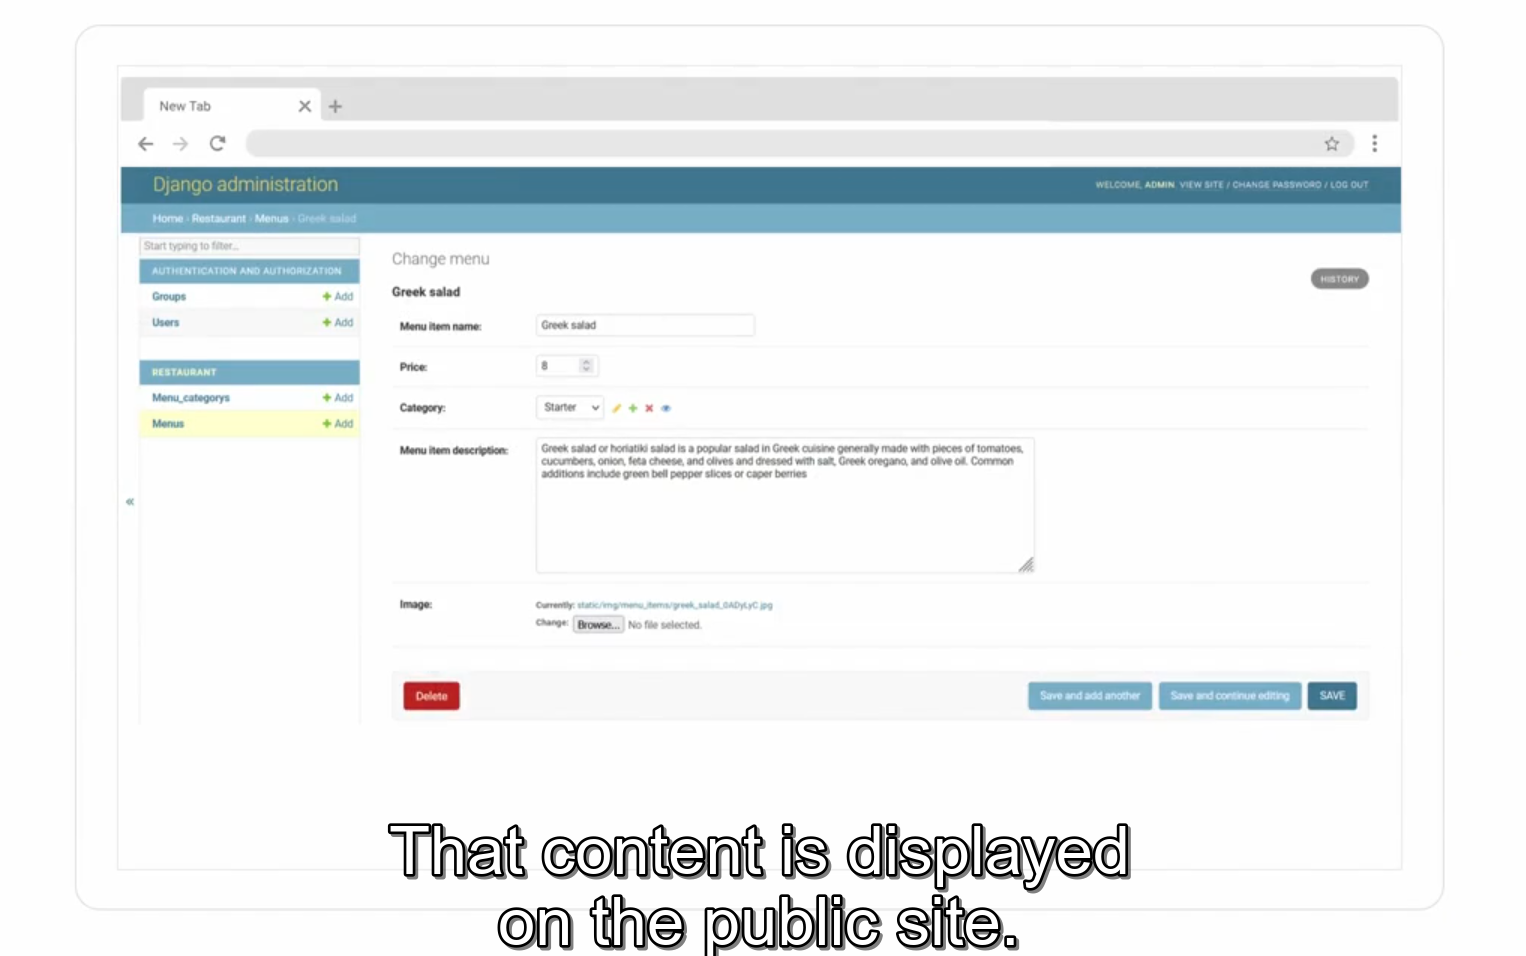 New Tab
Django administration
WELCOME, ADMIN. VIEW SITE / CHANGE PASSWORD / LOG OUT
Home › Restaurant › Menus › Greek salad
Start typing to filter...
AUTHENTICATION AND AUTHORIZATION
Groups + Add
Users + Add
RESTAURANT
Menu_categorys + Add
Menus + Add
«
Change menu
HISTORY
Greek salad
Menu item name: Greek salad
Price: 8
Category: Starter
Menu item description: Greek salad or horiatiki salad is a popular salad in Greek cuisine generally made with pieces of tomatoes,
cucumbers, onion, feta cheese, and olives and dressed with salt, Greek oregano, and olive oil. Common
additions include green bell pepper slices or caper berries
Image: Currently: static/img/menu_items/greek_salad_0ADyLyC.jpg
Change: Browse... No file selected.
Delete Save and add another Save and continue editing SAVE
That content is displayed
on the public site.